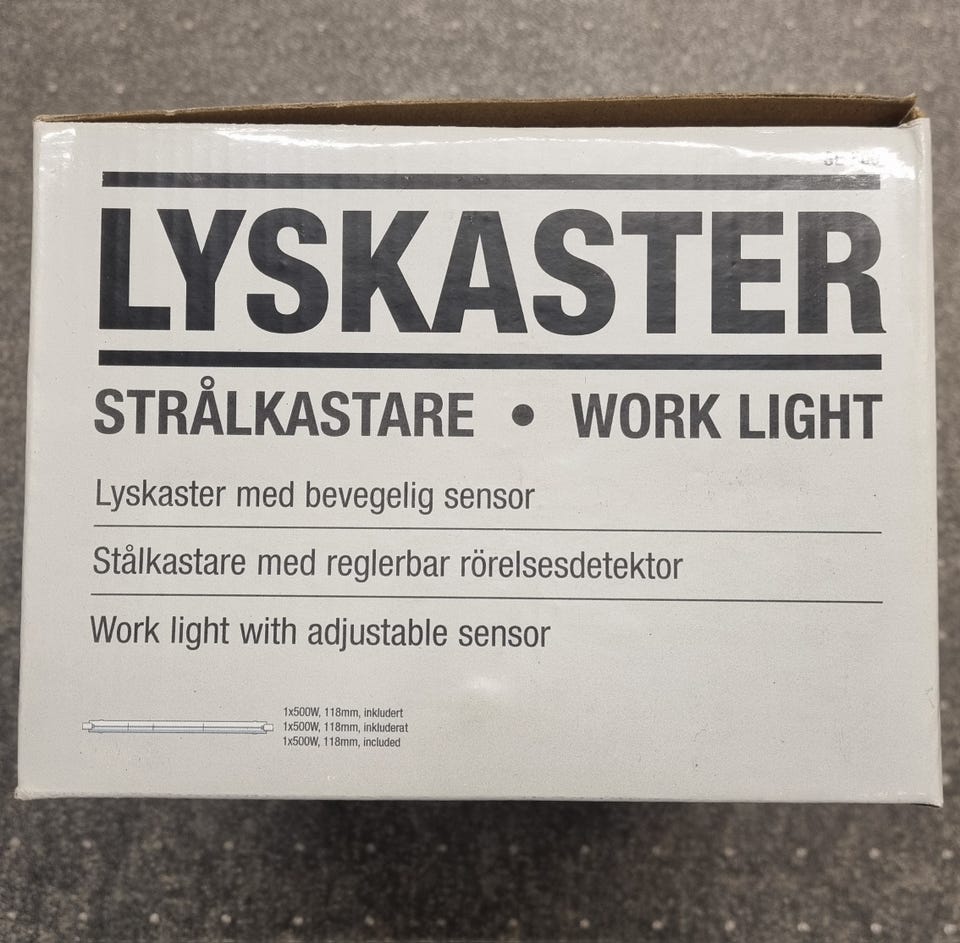 LYSKASTER
STRÅLKASTARE • WORK LIGHT
Lyskaster med bevegelig sensor
Stålkastare med reglerbar rörelsesdetektor
Work light with adjustable sensor
1x500W, 118mm, inkludert
1x500W, 118mm, inkluderat
1x500W, 118mm, included